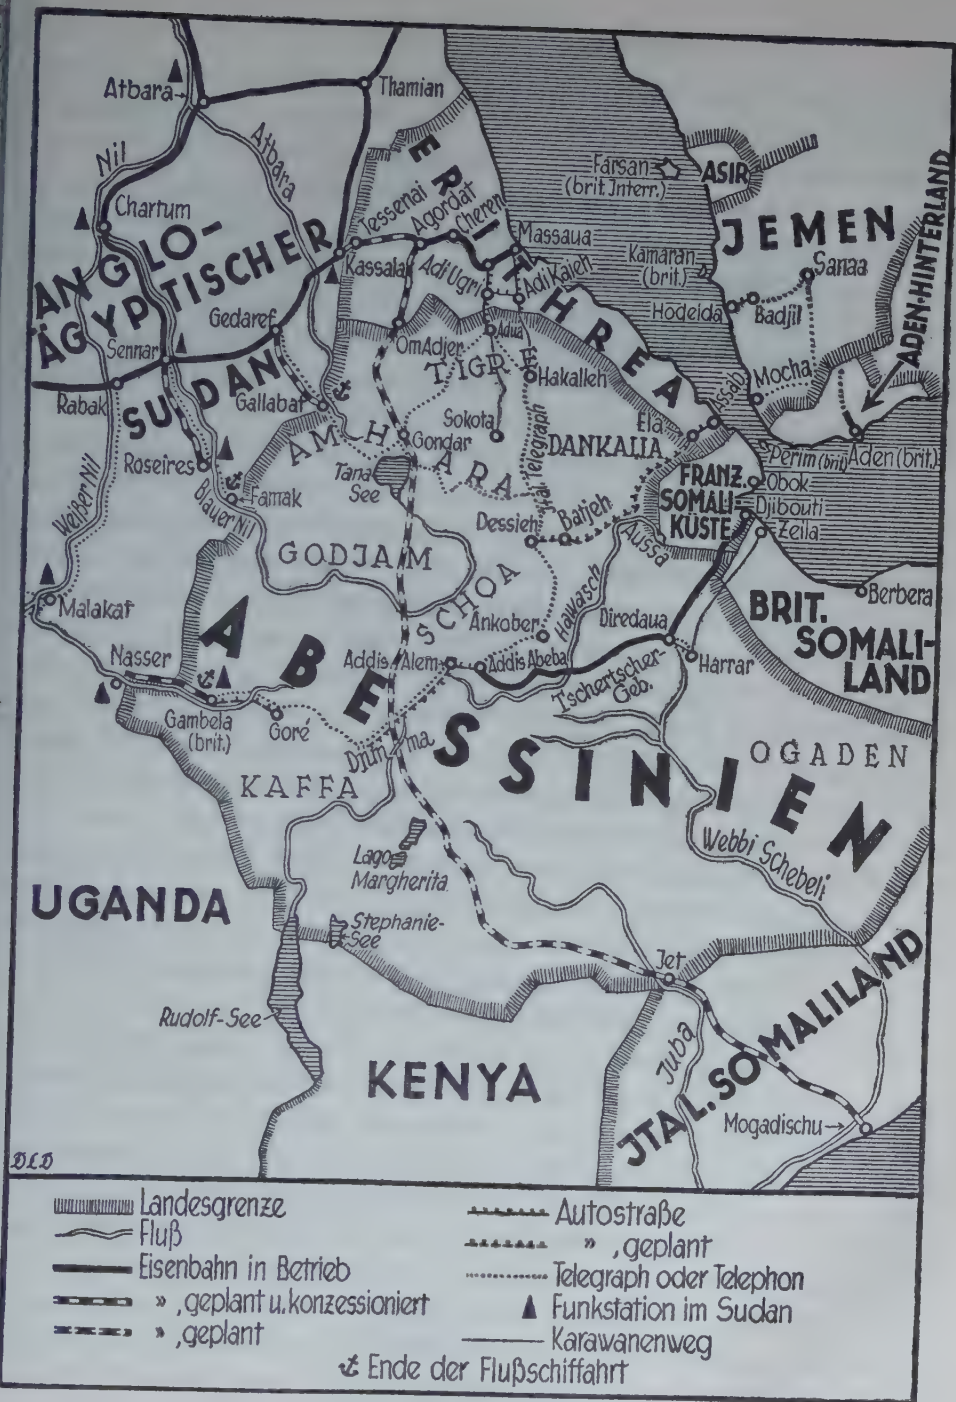 Atbara
Thamian
Nil
Atbara
Chartum
ANGLO-
ÄGYPTISCHER
SUDAN
Tessenai
Agordat
Cheren
Massaua
Kassala
Adi Ugri
Adi Kaieh
ERITHREA
Farsan
(brit. Interr.)
ASIR
JEMEN
Kamaran
(brit.)
Sanaa
Hodeida
Badjil
ADEN-HINTERLAND
Gedaref
Sennar
Om Adjer
Adua
TIGRE
Hakalleh
Mocha
Rabak
Gallabat
Sokota
Ela
AMHARA
Gondar
Telegraph
DANKALIA
Perim (brit)
Aden (brit.)
Roseires
Tana
See
FRANZ.
SOMALI-
KÜSTE
Obok
Djibouti
Zeila
Famak
Weißer Nil
Blauer Nil
Dessieh
Batieh
Aussa
GODJAM
SCHOA
Malakat
Ankober
Hawasch
Diredaua
BRIT.
SOMALI-
LAND
Berbera
Nasser
Addis Alem
Addis Abeba
Harrar
Tschertscher-
Geb.
ABESSINIEN
Gambela
(brit.)
Goré
Djimma
OGADEN
KAFFA
Webbi Schebeli
Lago
Margherita
UGANDA
Stephanie-
See
Jet
Rudolf-See
KENYA
Juba
JTAL. SOMALILAND
Mogadischu
DLD
Landesgrenze
Fluß
Eisenbahn in Betrieb
" , geplant u. konzessioniert
" , geplant
Autostraße
" , geplant
Telegraph oder Telephon
Funkstation im Sudan
Karawanenweg
Ende der Flußschiffahrt